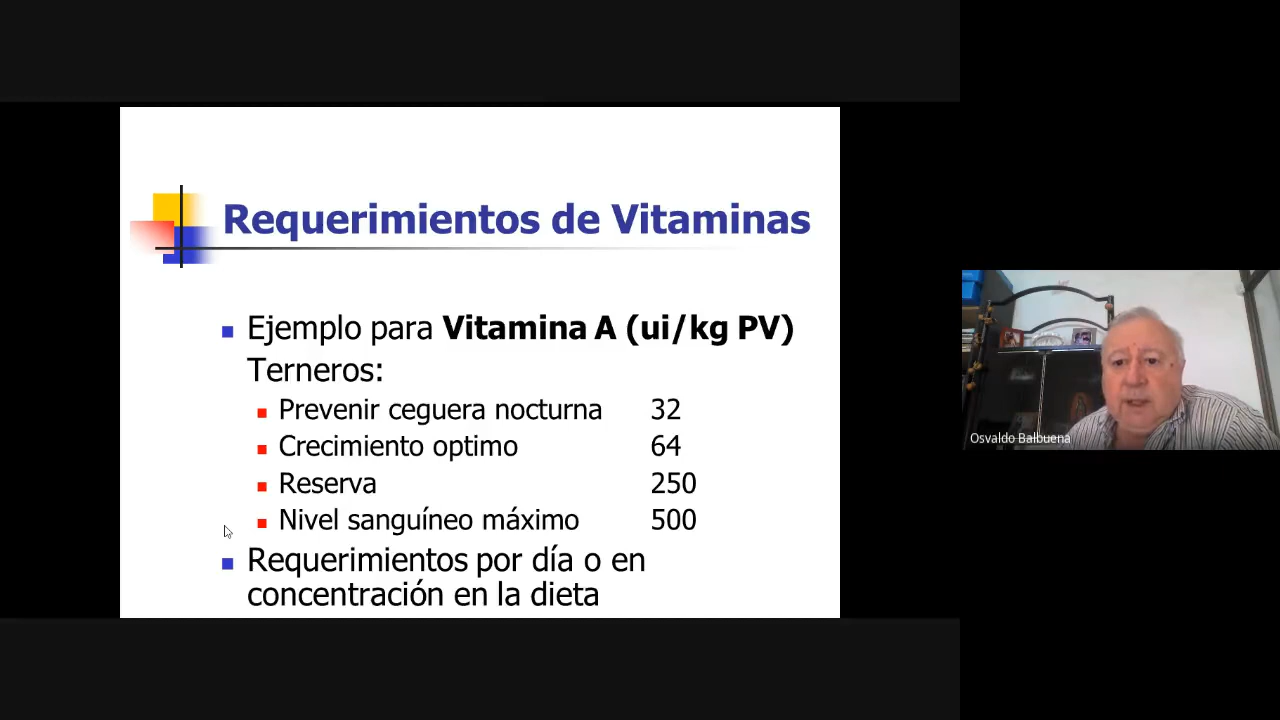 Requerimientos de Vitaminas
Ejemplo para Vitamina A (ui/kg PV)
Terneros:
Prevenir ceguera nocturna 32
Crecimiento optimo 64
Reserva 250
Nivel sanguíneo máximo 500
Requerimientos por día o en
concentración en la dieta
Osvaldo Balbuena